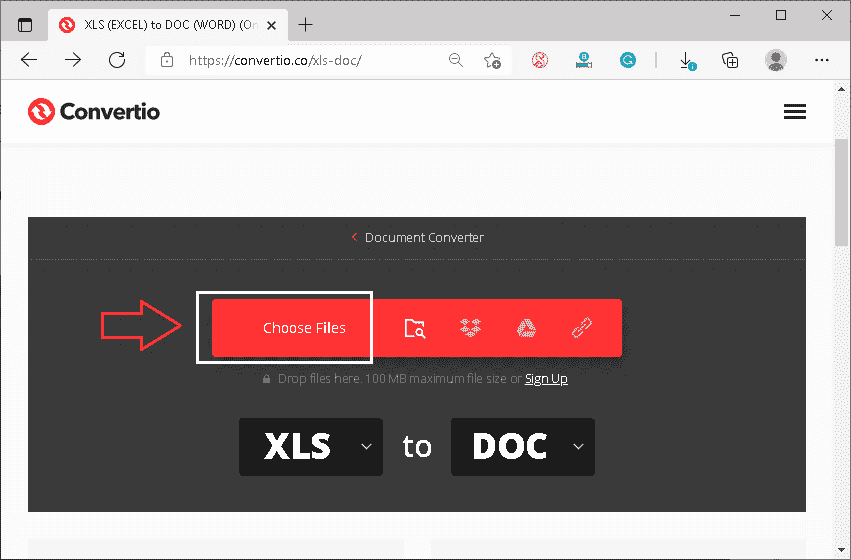 XLS (EXCEL) to DOC (WORD) (On
https://convertio.co/xls-doc/
Convertio
Document Converter
Choose Files
Drop files here. 100 MB maximum file size or Sign Up
XLS to DOC